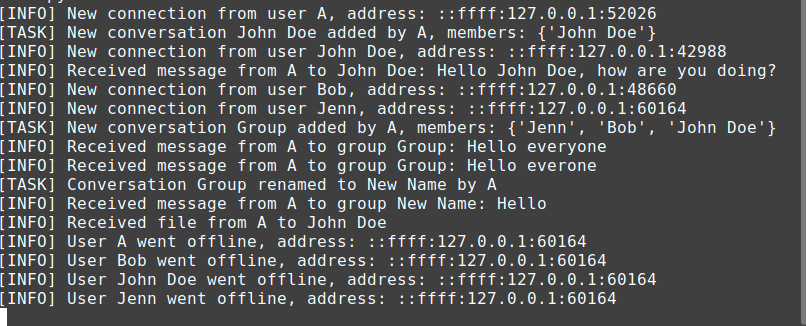 [INFO] New connection from user A, address: ::ffff:127.0.0.1:52026
[TASK] New conversation John Doe added by A, members: {'John Doe'}
[INFO] New connection from user John Doe, address: ::ffff:127.0.0.1:42988
[INFO] Received message from A to John Doe: Hello John Doe, how are you doing?
[INFO] New connection from user Bob, address: ::ffff:127.0.0.1:48660
[INFO] New connection from user Jenn, address: ::ffff:127.0.0.1:60164
[TASK] New conversation Group added by A, members: {'Jenn', 'Bob', 'John Doe'}
[INFO] Received message from A to group Group: Hello everyone
[INFO] Received message from A to group Group: Hello everone
[TASK] Conversation Group renamed to New Name by A
[INFO] Received message from A to group New Name: Hello
[INFO] Received file from A to John Doe
[INFO] User A went offline, address: ::ffff:127.0.0.1:60164
[INFO] User Bob went offline, address: ::ffff:127.0.0.1:60164
[INFO] User John Doe went offline, address: ::ffff:127.0.0.1:60164
[INFO] User Jenn went offline, address: ::ffff:127.0.0.1:60164